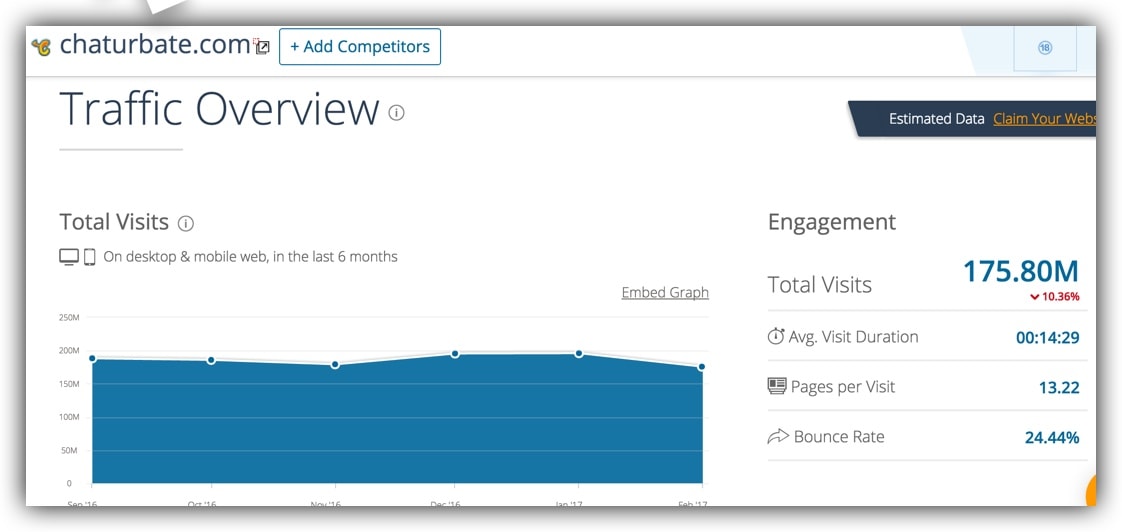 chaturbate.com
+ Add Competitors
18
Traffic Overview
Estimated Data Claim Your Webs
Total Visits
On desktop & mobile web, in the last 6 months
Embed Graph
250M
200M
150M
100M
50M
0
Sep '16 Oct '16 Nov '16 Dec '16 Jan '17 Feb '17
Engagement
Total Visits 175.80M
10.36%
Avg. Visit Duration 00:14:29
Pages per Visit 13.22
Bounce Rate 24.44%